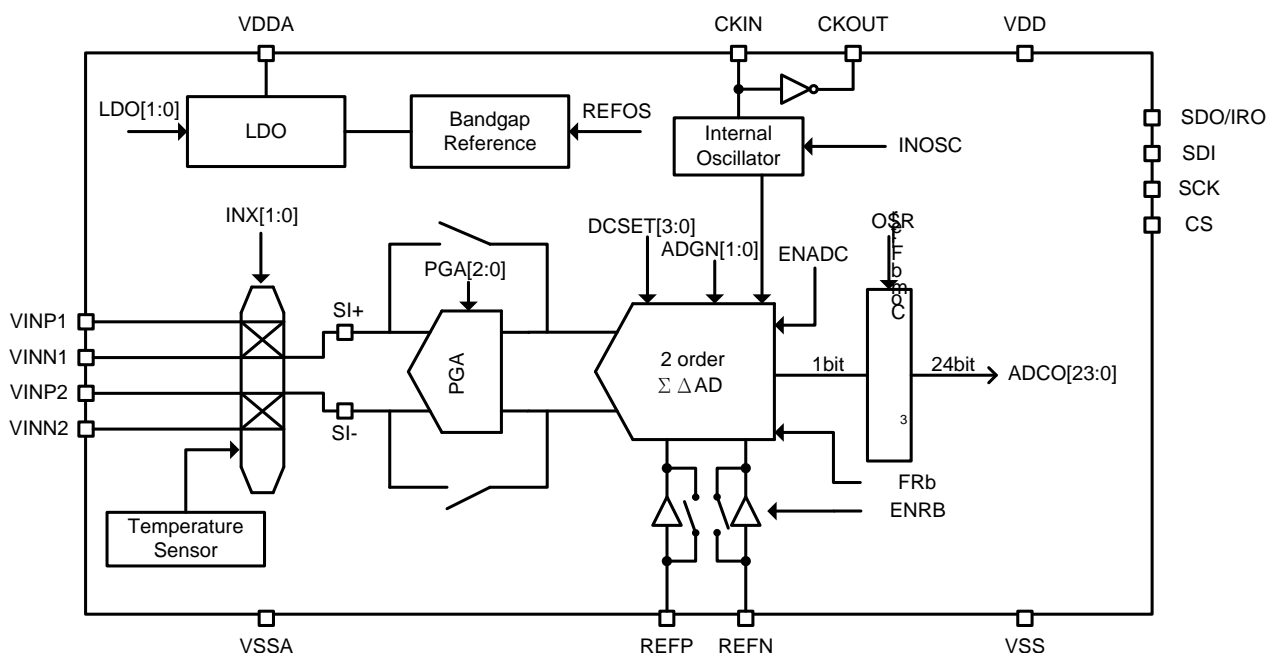 VDDA
CKIN
CKOUT
VDD
LDO[1:0]
LDO
Bandgap
Reference
REFOS
Internal
Oscillator
INOSC
SDO/IRO
SDI
SCK
CS
INX[1:0]
PGA[2:0]
DCSET[3:0]
ADGN[1:0]
ENADC
OSR
VINP1
VINN1
VINP2
VINN2
SI+
SI-
PGA
2 order
Σ Δ AD
1bit
3
24bit
ADCO[23:0]
FRb
ENRB
Temperature
Sensor
VSSA
REFP
REFN
VSS